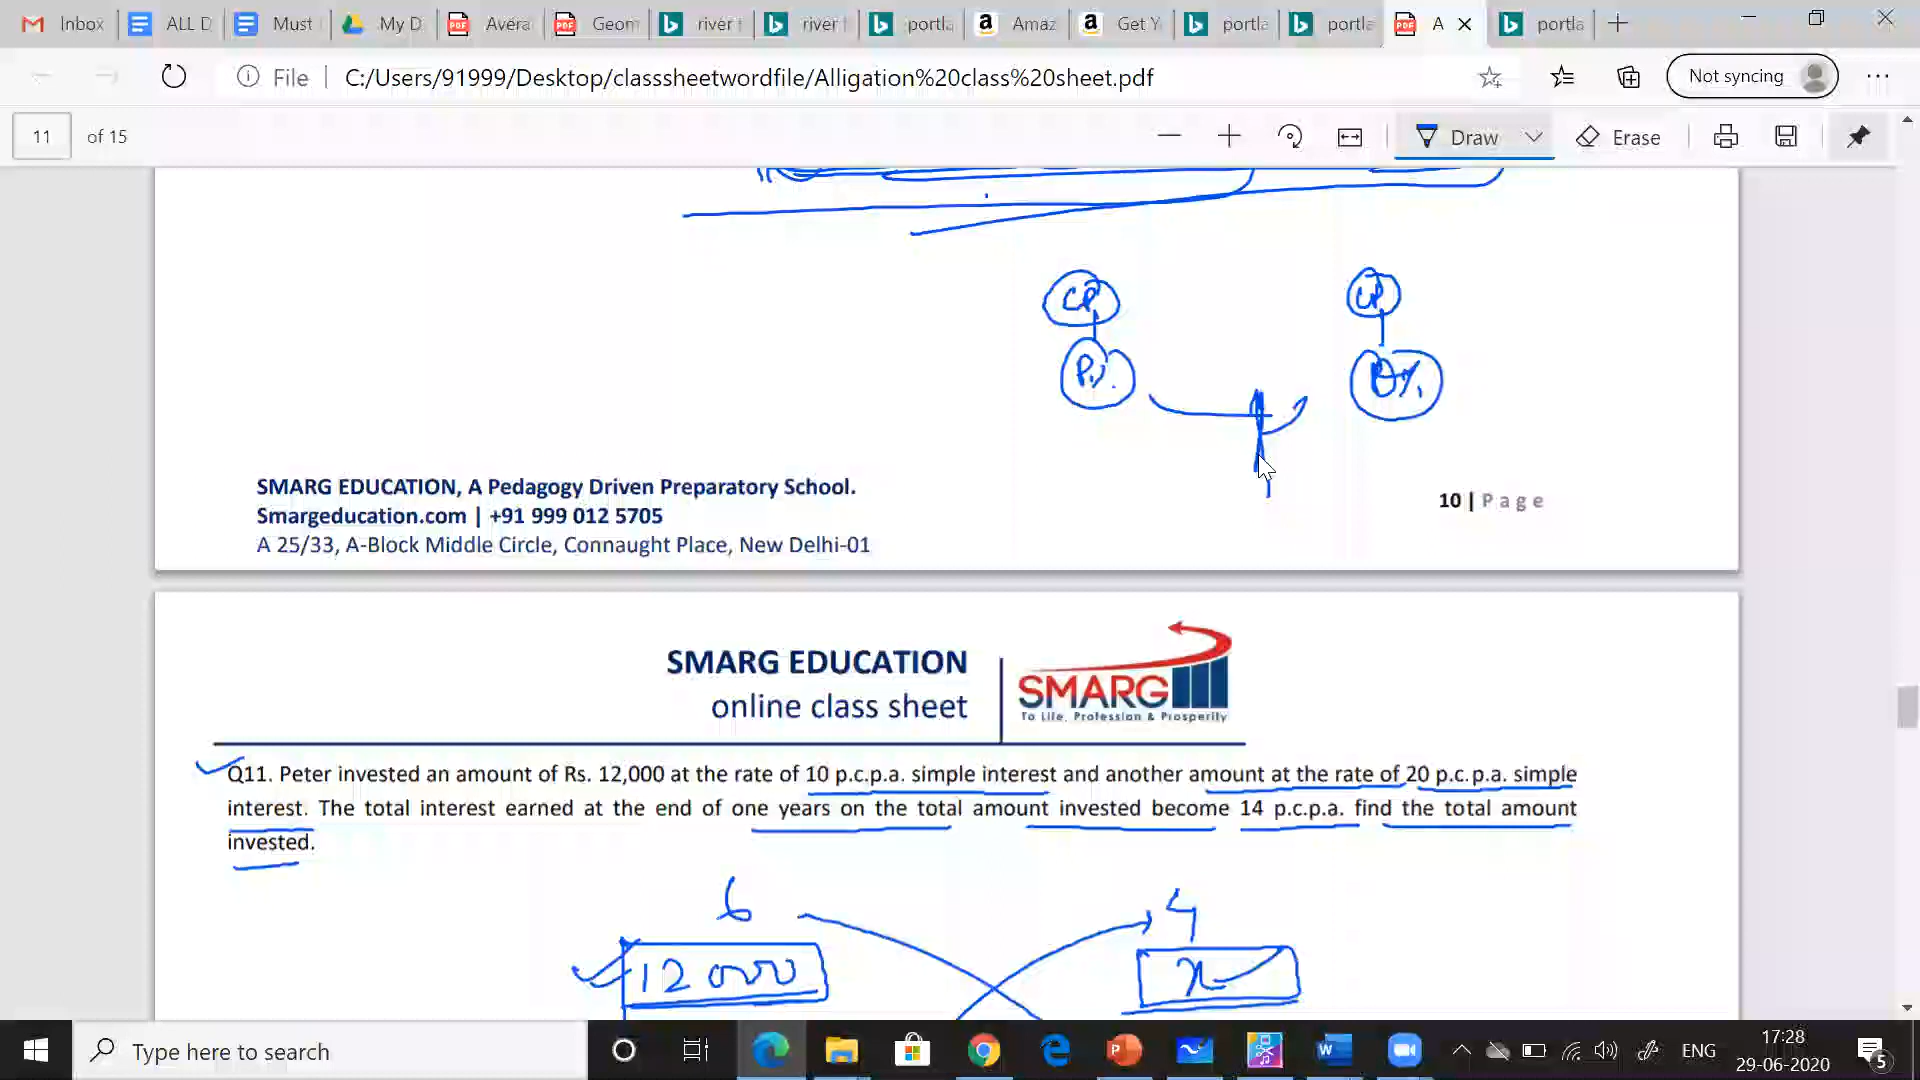 Inbox
ALL D
Must
My D
Avera
Geom
river
river
portla
Amaz
Get Y
portla
portla
A
portla
File
C:/Users/91999/Desktop/classsheetwordfile/Alligation%20class%20sheet.pdf
Not syncing
11 of 15
Draw
Erase
CP
CP
P%
D%
SMARG EDUCATION, A Pedagogy Driven Preparatory School.
Smargeducation.com | +91 999 012 5705
A 25/33, A-Block Middle Circle, Connaught Place, New Delhi-01
10 | Page
SMARG EDUCATION
online class sheet
SMARG
To Life, Profession & Prosperity
Q11. Peter invested an amount of Rs. 12,000 at the rate of 10 p.c.p.a. simple interest and another amount at the rate of 20 p.c.p.a. simple
interest. The total interest earned at the end of one years on the total amount invested become 14 p.c.p.a. find the total amount
invested.
6
4
12000
x
Type here to search
ENG
17:28
29-06-2020
5